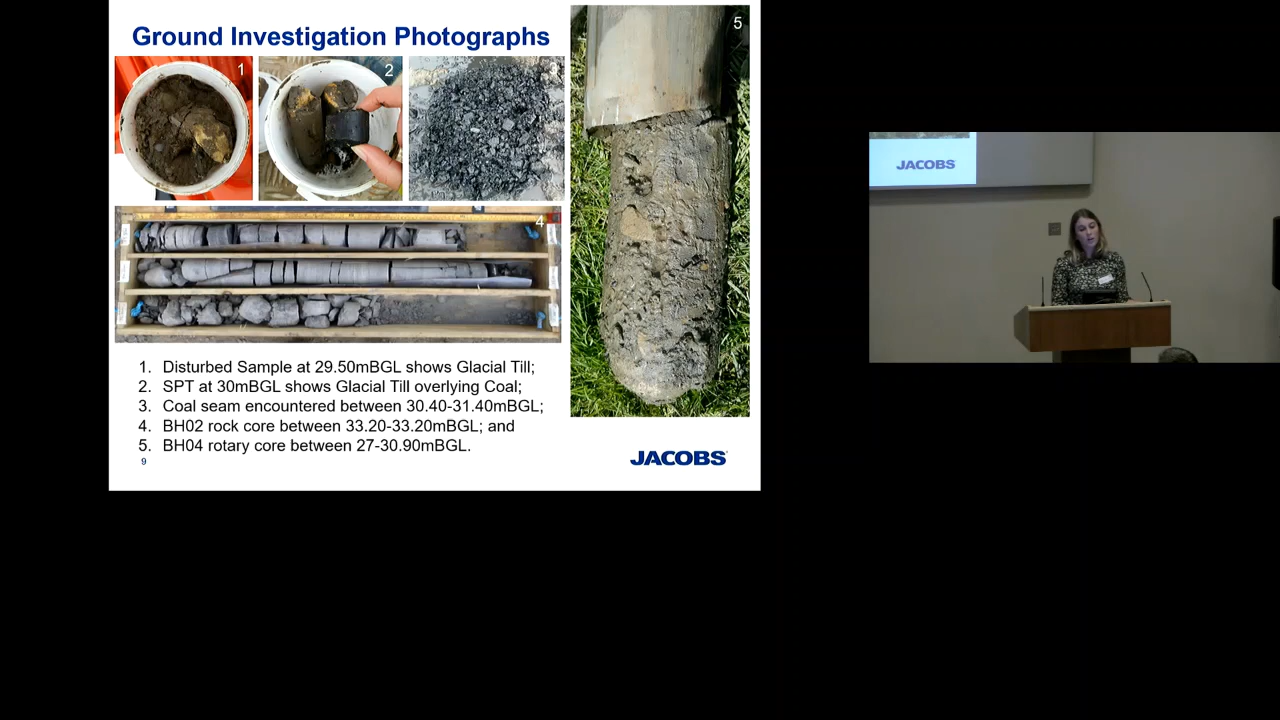 Ground Investigation Photographs
1
2
3
4
5
1. Disturbed Sample at 29.50mBGL shows Glacial Till;
2. SPT at 30mBGL shows Glacial Till overlying Coal;
3. Coal seam encountered between 30.40-31.40mBGL;
4. BH02 rock core between 33.20-33.20mBGL; and
5. BH04 rotary core between 27-30.90mBGL.
9
JACOBS
JACOBS